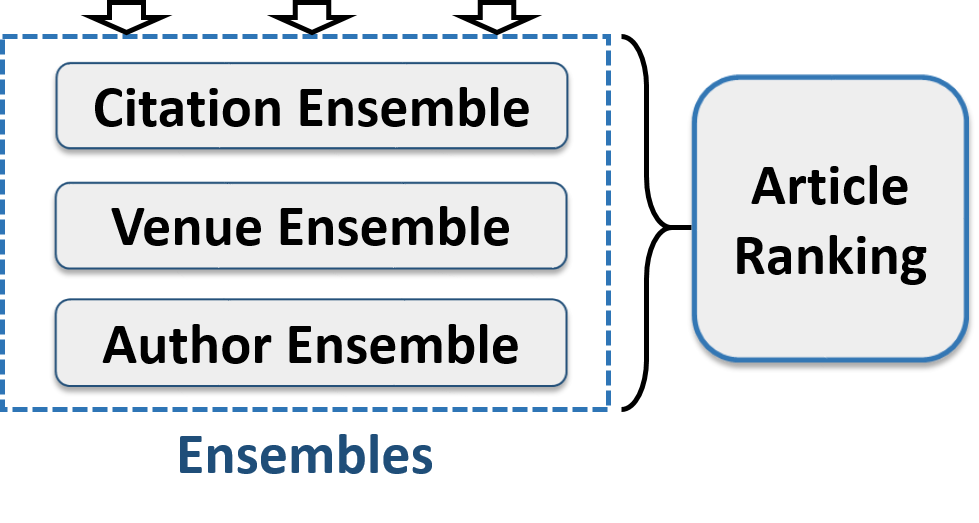 Citation Ensemble
Venue Ensemble
Author Ensemble
Article
Ranking
Ensembles